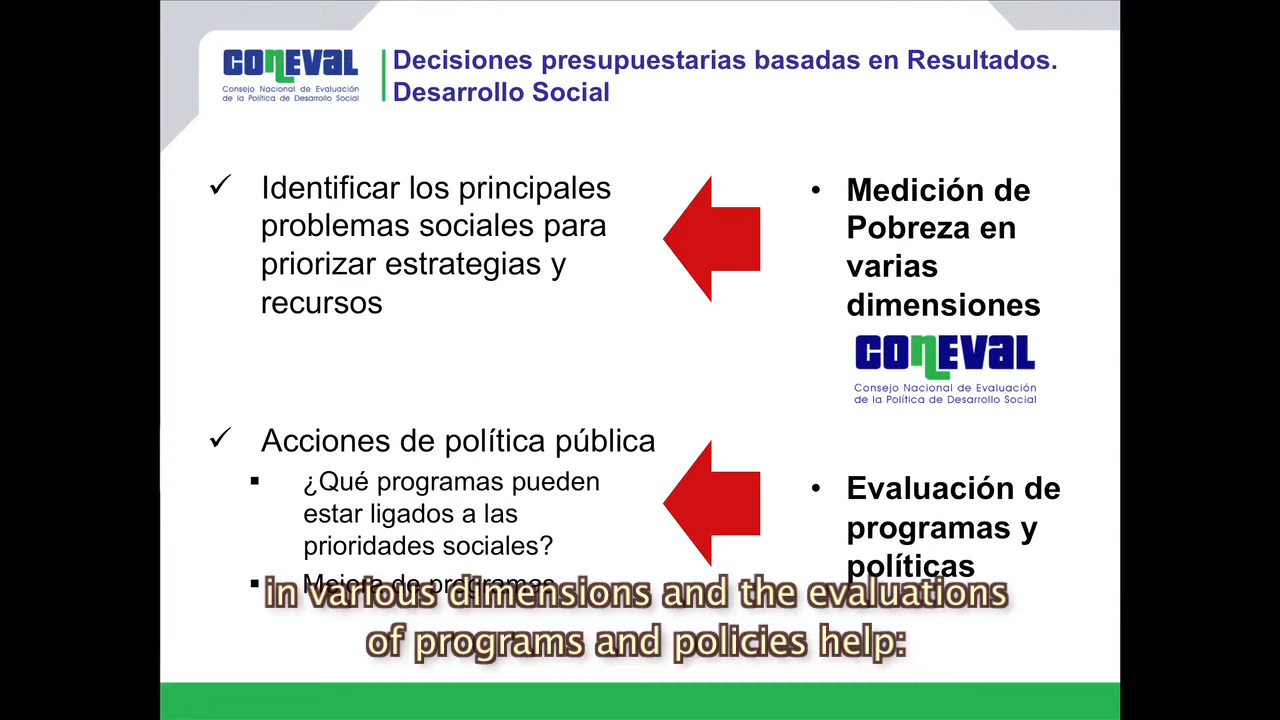 CONEVAL
Consejo Nacional de Evaluación
de la Política de Desarrollo Social
Decisiones presupuestarias basadas en Resultados.
Desarrollo Social
✓ Identificar los principales
problemas sociales para
priorizar estrategias y
recursos
• Medición de
Pobreza en
varias
dimensiones
CONEVAL
Consejo Nacional de Evaluación
de la Política de Desarrollo Social
✓ Acciones de política pública
▪ ¿Qué programas pueden
estar ligados a las
prioridades sociales?
▪ Mejora de programas
• Evaluación de
programas y
políticas
in various dimensions and the evaluations
of programs and policies help: